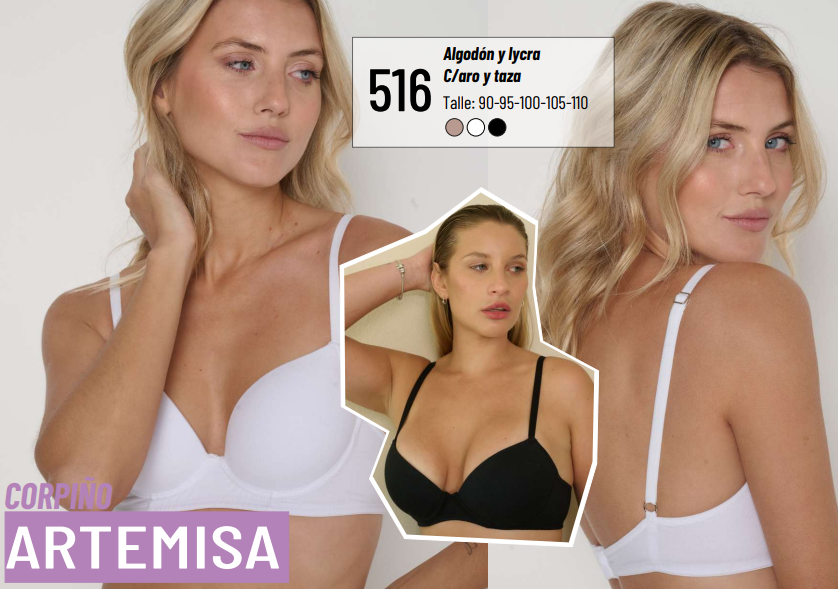 516
Algodón y lycra
C/aro y taza
Talle: 90-95-100-105-110
CORPIÑO
ARTEMISA